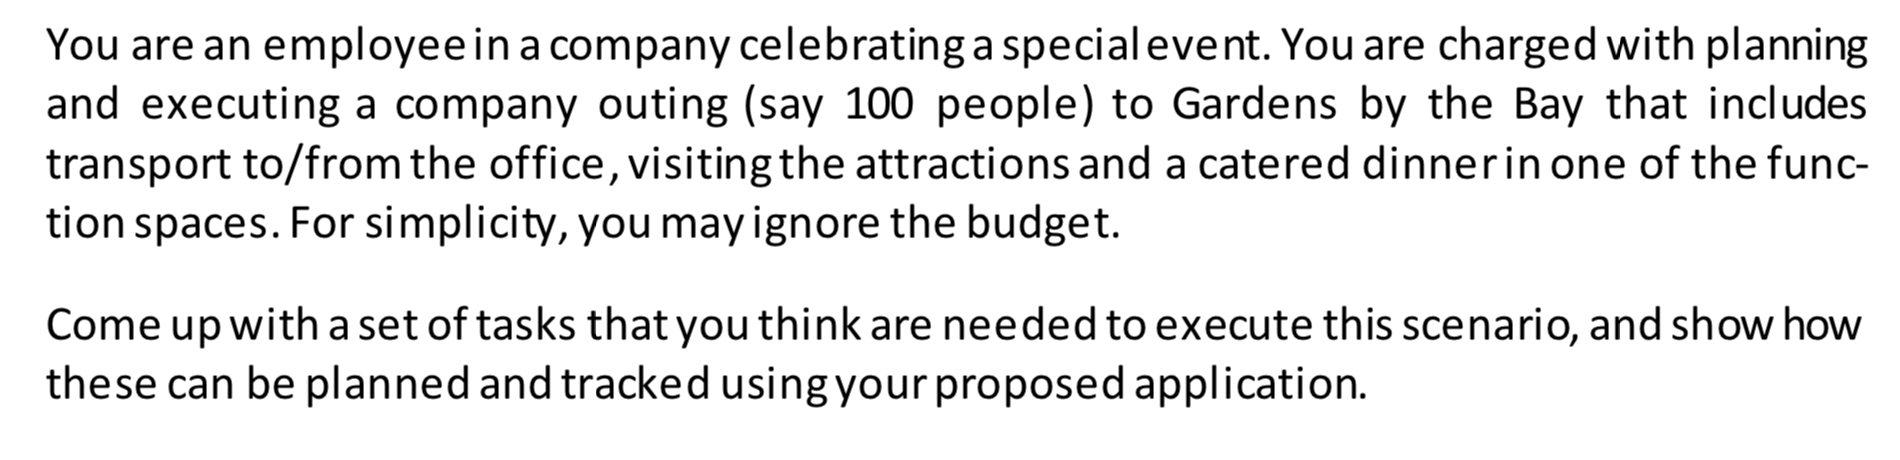 You are an employee in a company celebrating a special event. You are charged with planning
and executing a company outing (say 100 people) to Gardens by the Bay that includes
transport to/from the office, visiting the attractions and a catered dinner in one of the func-
tion spaces. For simplicity, you may ignore the budget.
Come up with a set of tasks that you think are needed to execute this scenario, and show how
these can be planned and tracked using your proposed application.